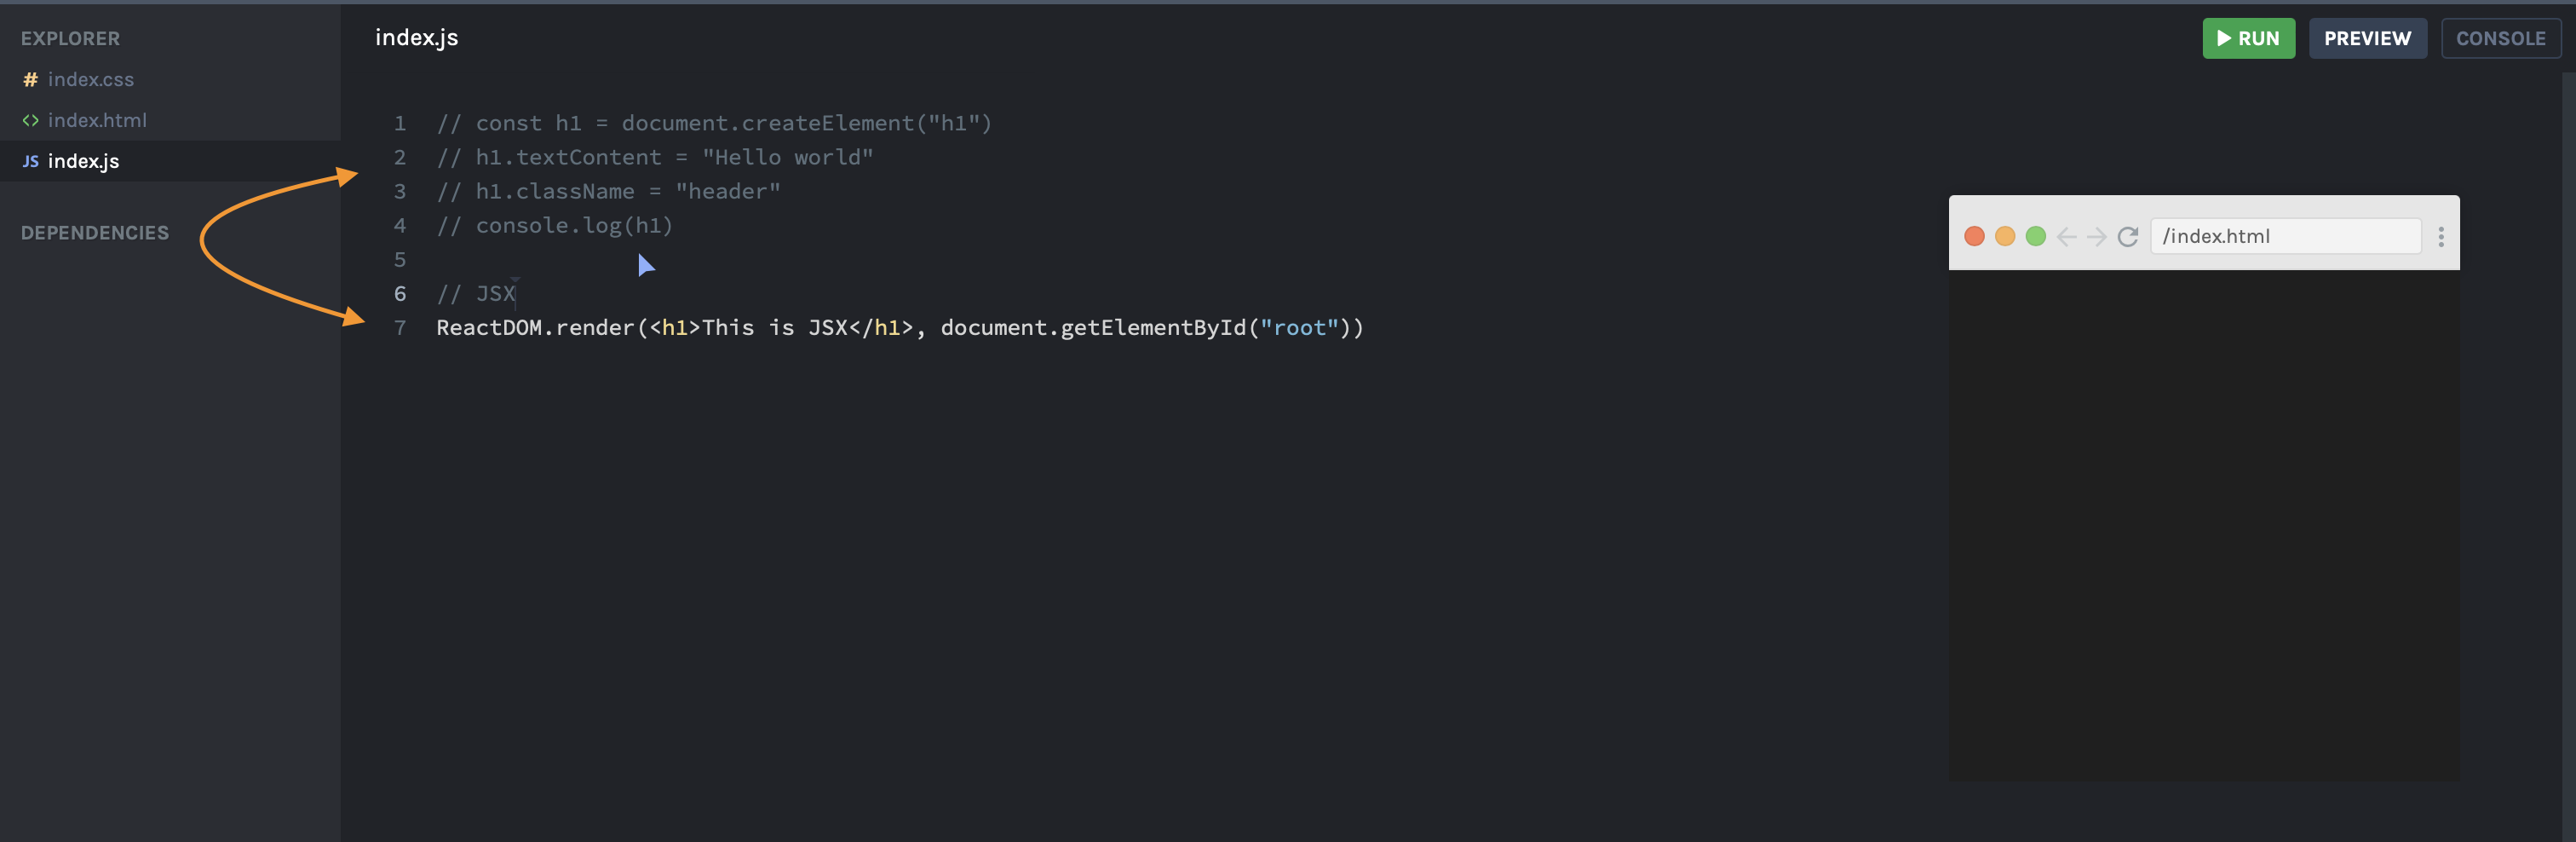 EXPLORER
# index.css
<> index.html
JS index.js
DEPENDENCIES
index.js
RUN
PREVIEW
CONSOLE
1 // const h1 = document.createElement("h1")
2 // h1.textContent = "Hello world"
3 // h1.className = "header"
4 // console.log(h1)
5
6 // JSX
7 ReactDOM.render(<h1>This is JSX</h1>, document.getElementById("root"))
/index.html